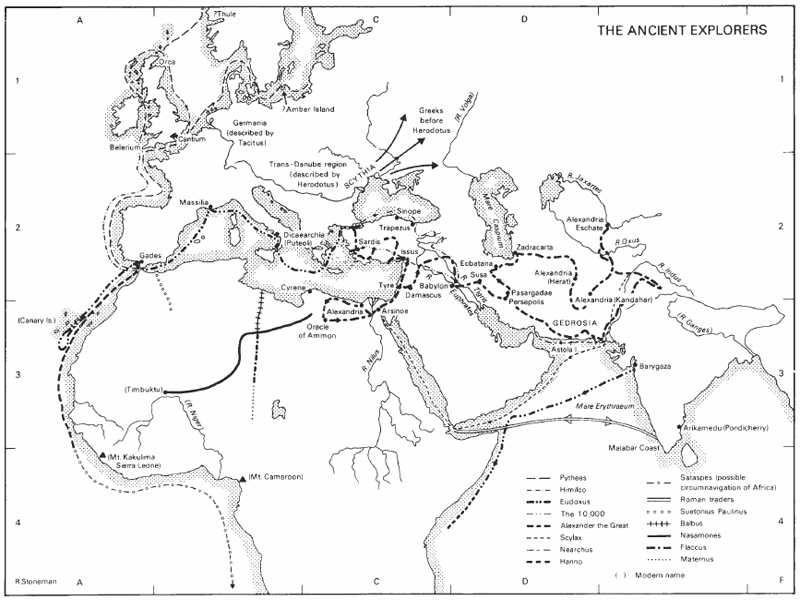 A
C
D
?Thule
THE ANCIENT EXPLORERS
1
1
Orca
?Amber Island
Germania
(described by
Tacitus)
Cantium
Belerium
Greeks
before
Herodotus
(R. Volga)
Trans-Danube region
(described by
Herodotus)
SCYTHIA
R. Jaxartes
Mare
Caspium
Massilia
Sinope
Trapezus
Alexandria
Eschate
2
2
Dicaearchia
(Puteoli)
Sardis
Zadracarta
R. Oxus
Gades
Issus
Ecbatana
Susa
R. Indus
Cyrene
Tyre
Babylon
Damascus
R. Tigris
Euphrates
Pasargadae
Persepolis
Alexandria
(Herat)
Alexandria (Kandahar)
(Canary Is.)
Alexandria
Arsinoe
GEDROSIA
(R. Ganges)
Oracle
of Ammon
Astola
R. Nilus
3
3
(Timbuktu)
Barygaza
(R. Niger)
Mare Erythraeum
Arikamedu (Pondicherry)
Malabar Coast
(Mt. Kakulima
Sierra Leone)
(Mt. Cameroon)
Pytheas
Himilco
Eudoxus
The 10,000
Alexander the Great
Scylax
Nearchus
Hanno
Sataspes (possible
circumnavigation of Africa)
Roman traders
Suetonius Paulinus
Balbus
Nasamones
Flaccus
Maternus
( ) Modern name
4
4
R.Stoneman
A
C
D
F